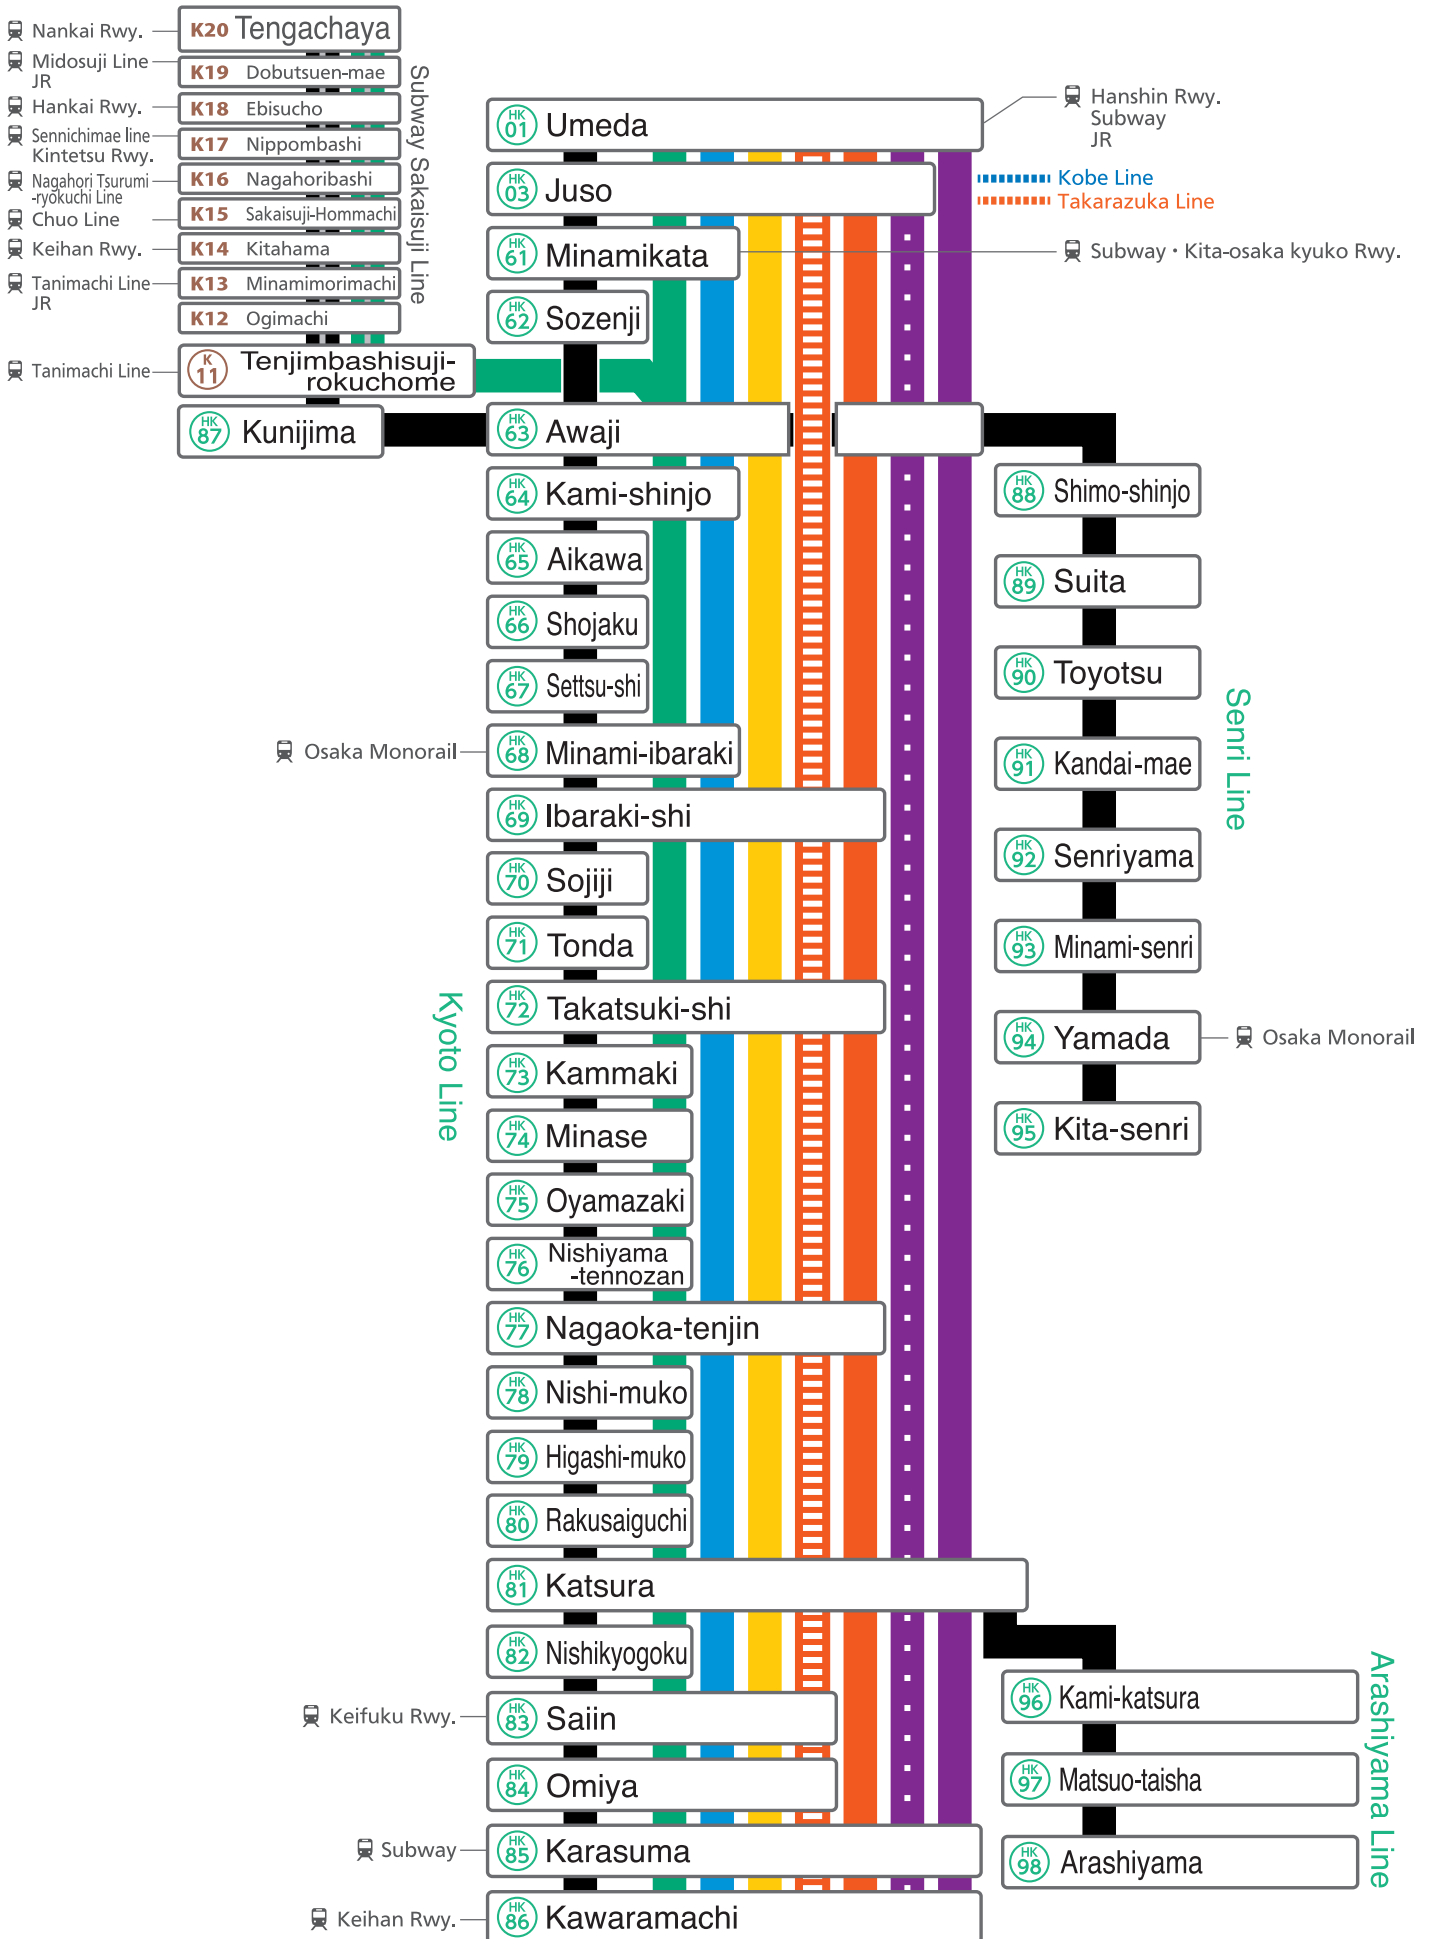 Nankai Rwy.
K20 Tengachaya
Midosuji Line
JR
K19 Dobutsuen-mae
Hankai Rwy.
K18 Ebisucho
Sennichimae line
Kintetsu Rwy.
K17 Nippombashi
Nagahori Tsurumi
-ryokuchi Line
K16 Nagahoribashi
Chuo Line
K15 Sakaisuji-Hommachi
Keihan Rwy.
K14 Kitahama
Tanimachi Line
JR
K13 Minamimorimachi
K12 Ogimachi
Subway Sakaisuji Line
Tanimachi Line
K
11
Tenjimbashisuji-
rokuchome
HK
87 Kunijima
HK
01 Umeda
Hanshin Rwy.
Subway
JR
HK
03 Juso
Kobe Line
Takarazuka Line
HK
61 Minamikata
Subway・Kita-osaka kyuko Rwy.
HK
62 Sozenji
HK
63 Awaji
HK
64 Kami-shinjo
HK
65 Aikawa
HK
66 Shojaku
HK
67 Settsu-shi
Osaka Monorail
HK
68 Minami-ibaraki
HK
69 Ibaraki-shi
HK
70 Sojiji
HK
71 Tonda
HK
72 Takatsuki-shi
Kyoto Line
HK
73 Kammaki
HK
74 Minase
HK
75 Oyamazaki
HK
76 Nishiyama
-tennozan
HK
77 Nagaoka-tenjin
HK
78 Nishi-muko
HK
79 Higashi-muko
HK
80 Rakusaiguchi
HK
81 Katsura
HK
82 Nishikyogoku
Keifuku Rwy.
HK
83 Saiin
HK
84 Omiya
Subway
HK
85 Karasuma
Keihan Rwy.
HK
86 Kawaramachi
HK
88 Shimo-shinjo
HK
89 Suita
HK
90 Toyotsu
Senri Line
HK
91 Kandai-mae
HK
92 Senriyama
HK
93 Minami-senri
HK
94 Yamada
Osaka Monorail
HK
95 Kita-senri
HK
96 Kami-katsura
HK
97 Matsuo-taisha
HK
98 Arashiyama
Arashiyama Line